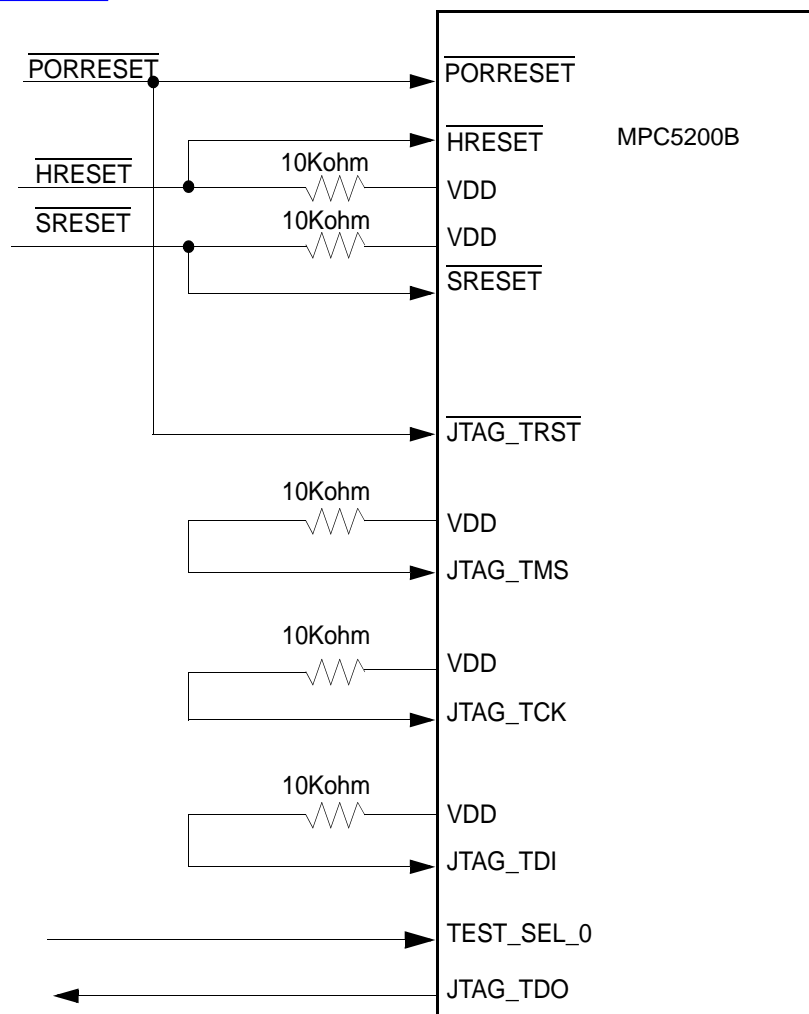 PORRESET
PORRESET
HRESET
MPC5200B
10Kohm
HRESET
VDD
10Kohm
SRESET
VDD
SRESET
JTAG_TRST
10Kohm
VDD
JTAG_TMS
10Kohm
VDD
JTAG_TCK
10Kohm
VDD
JTAG_TDI
TEST_SEL_0
JTAG_TDO